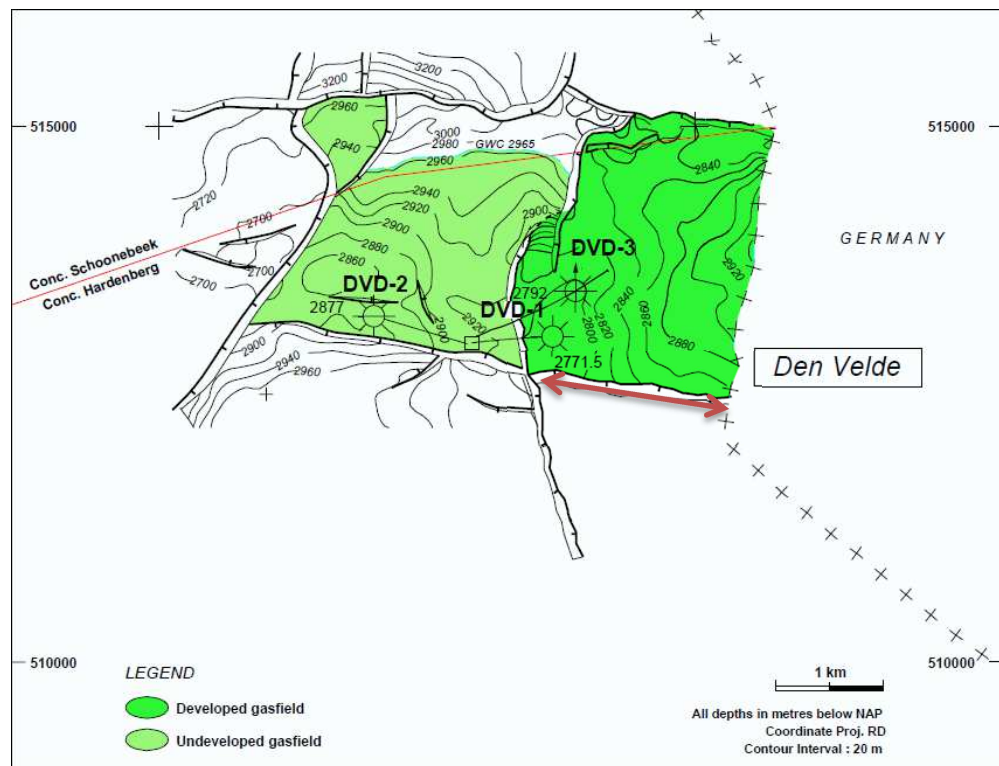 3200
3200
2960
515000
515000
3000
2980
GWC 2965
2960
2940
2840
2940
2720
2920
2700
2900
2900
Conc. Schoonebeek
Conc. Hardenberg
GERMANY
2880
DVD-3
2860
2920
2700
2700
DVD-2
2792
2840
2877
DVD-1
2860
2820
2920
2800
2900
2900
2880
2940
2771.5
Den Velde
2960
510000
510000
LEGEND
1 km
Developed gasfield
All depths in metres below NAP
Coordinate Proj. RD
Undeveloped gasfield
Contour Interval : 20 m